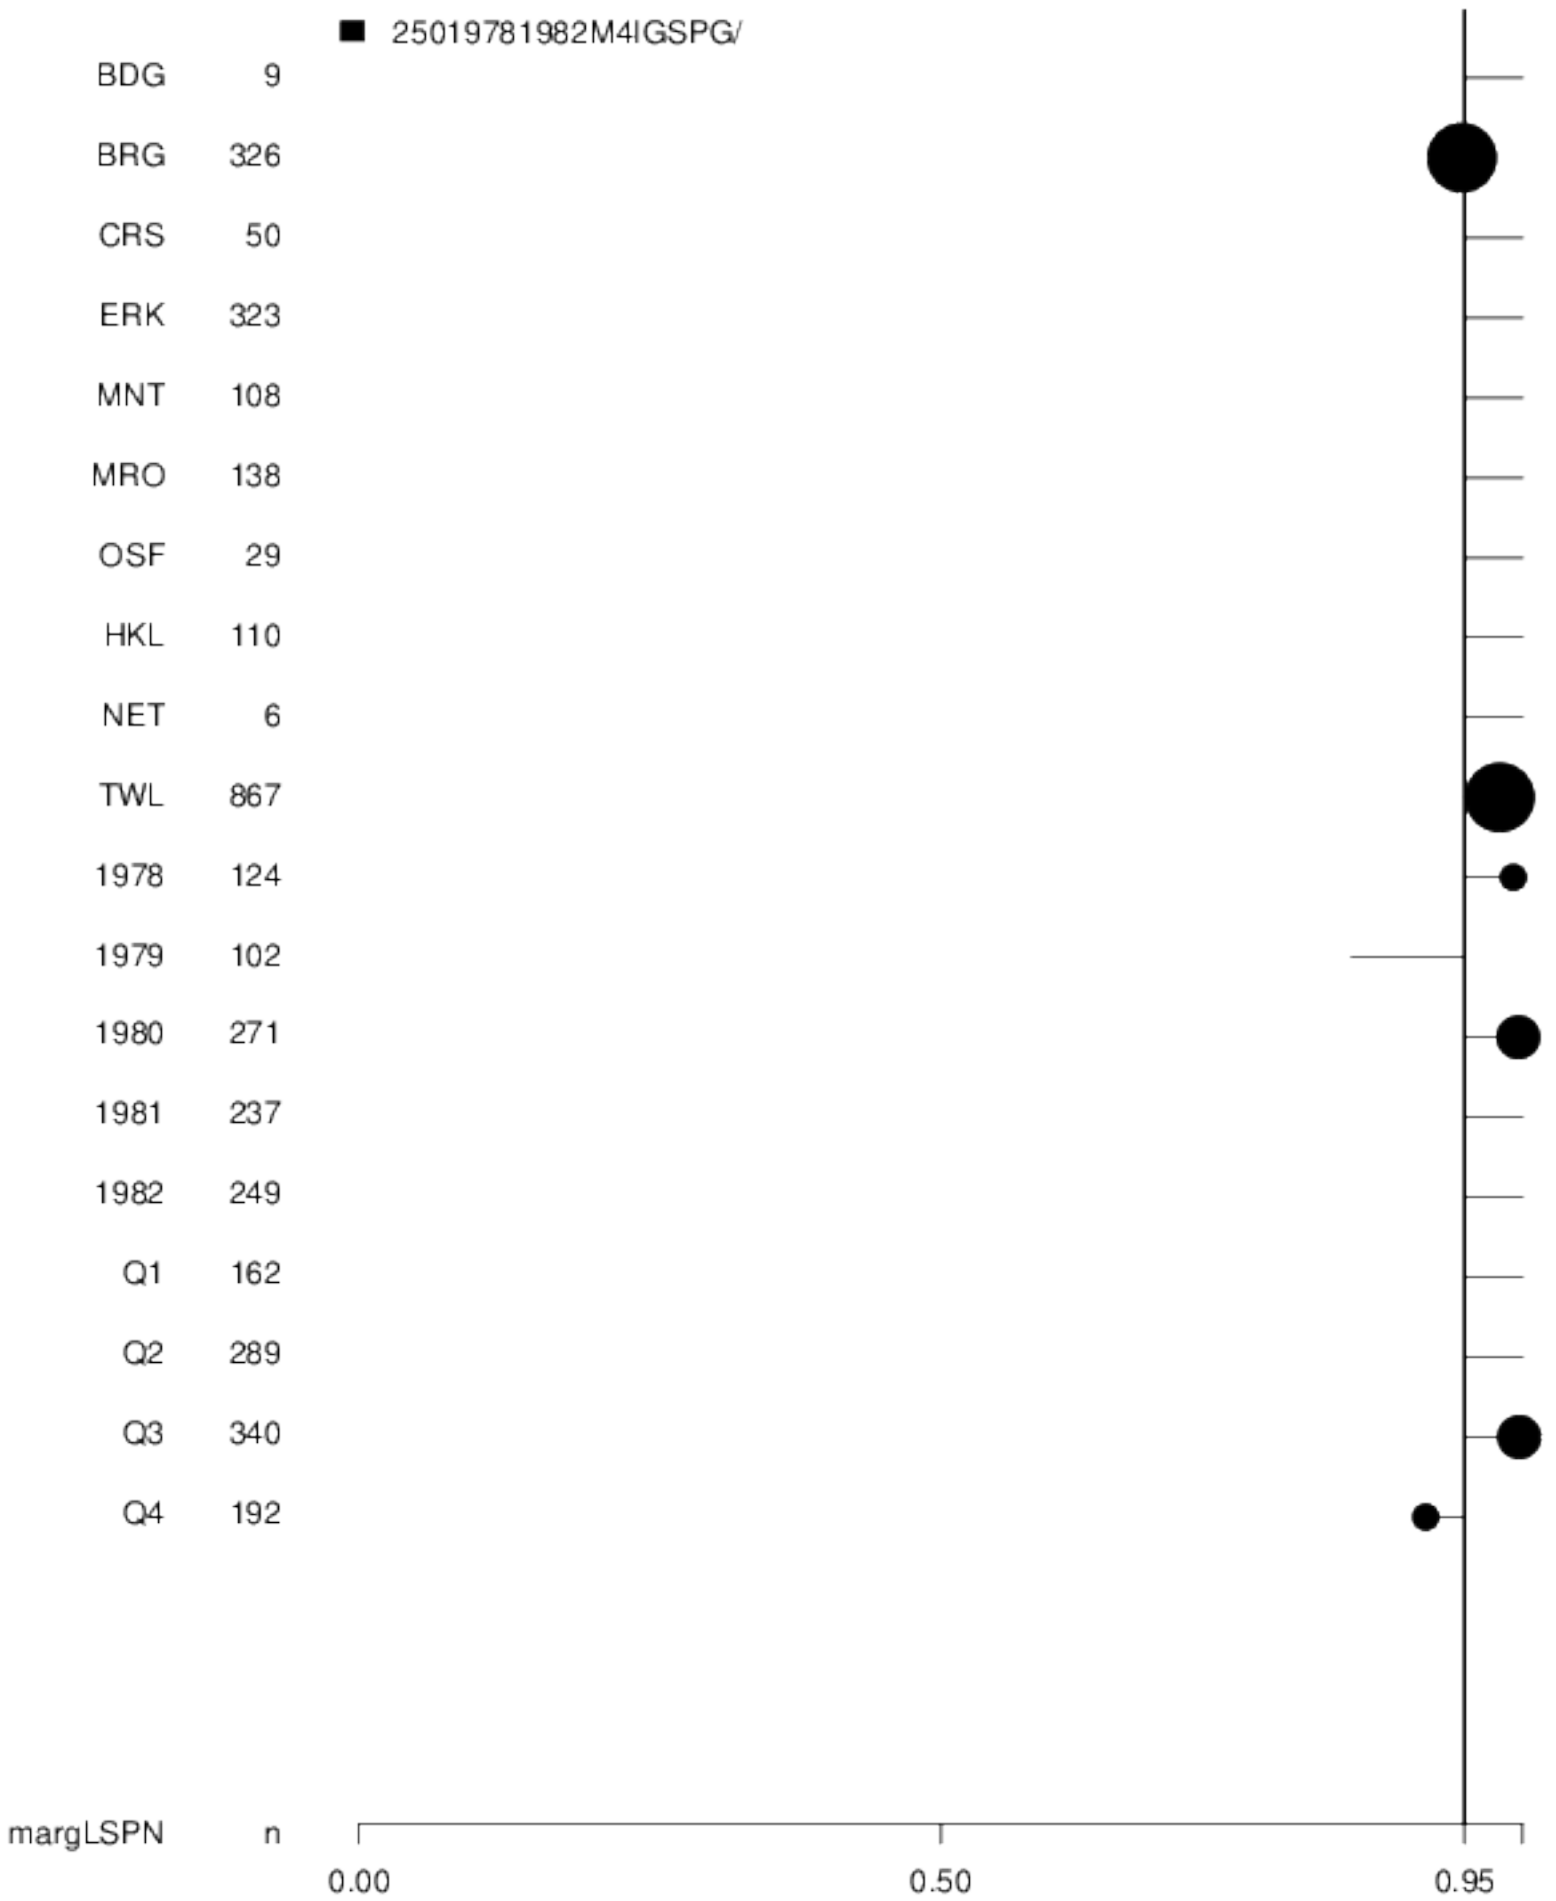 25019781982M4IGSPG/
BDG 9
BRG 326
CRS 50
ERK 323
MNT 108
MRO 138
OSF 29
HKL 110
NET 6
TWL 867
1978 124
1979 102
1980 271
1981 237
1982 249
Q1 162
Q2 289
Q3 340
Q4 192
margLSPN n
0.00 0.50 0.95